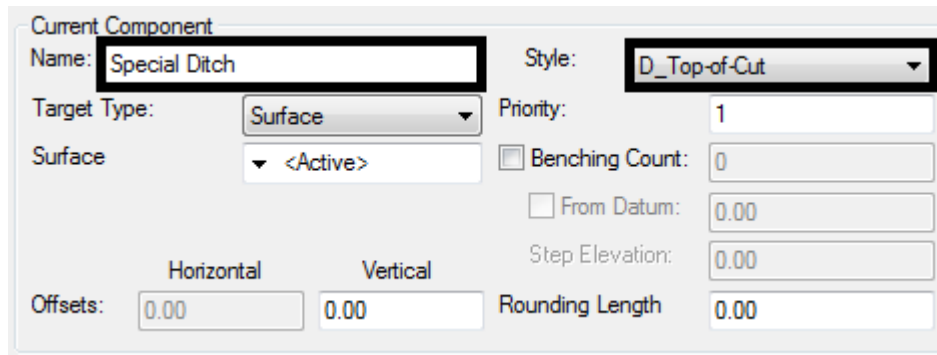 Current Component
Name: Special Ditch Style: D_Top-of-Cut
Target Type: Surface Priority: 1
Surface <Active> Benching Count: 0
From Datum: 0.00
Step Elevation: 0.00
Horizontal Vertical
Offsets: 0.00 0.00 Rounding Length 0.00